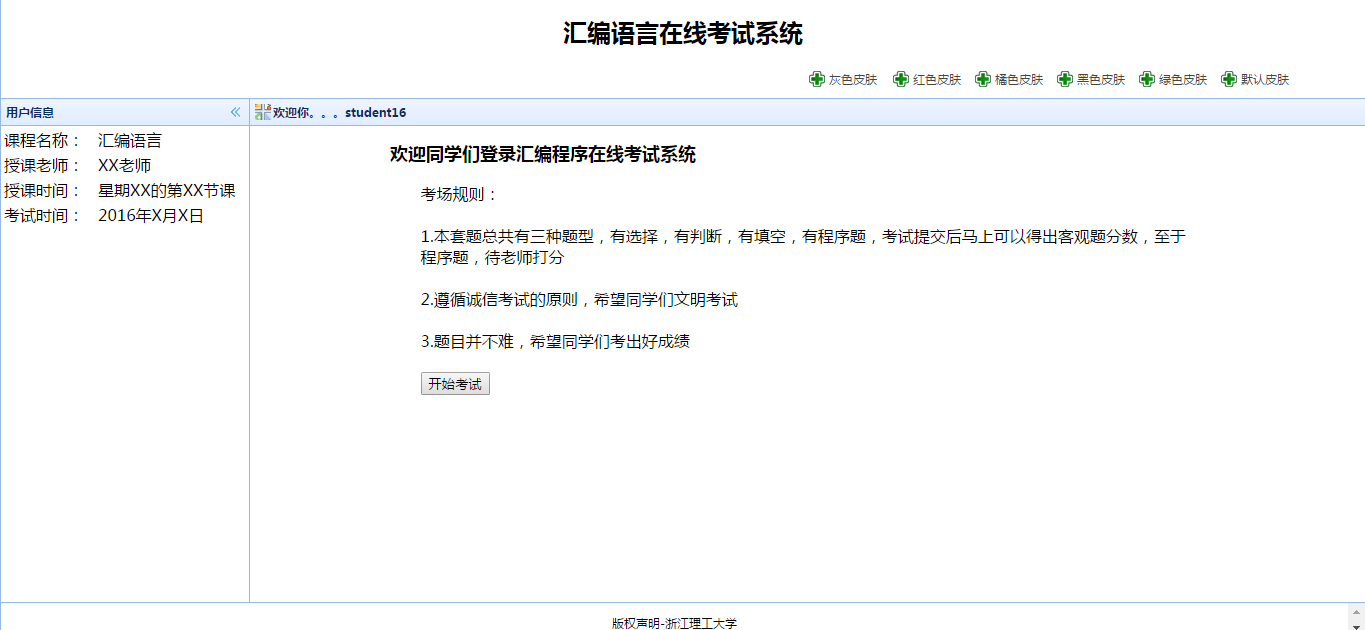 汇编语言在线考试系统
灰色皮肤 红色皮肤 橘色皮肤 黑色皮肤 绿色皮肤 默认皮肤
用户信息
课程名称： 汇编语言
授课老师： XX老师
授课时间： 星期XX的第XX节课
考试时间： 2016年X月X日
欢迎你。。。student16
欢迎同学们登录汇编程序在线考试系统
考场规则：
1.本套题总共有三种题型，有选择，有判断，有填空，有程序题，考试提交后马上可以得出客观题分数，至于
程序题，待老师打分
2.遵循诚信考试的原则，希望同学们文明考试
3.题目并不难，希望同学们考出好成绩
开始考试
版权声明-浙江理工大学